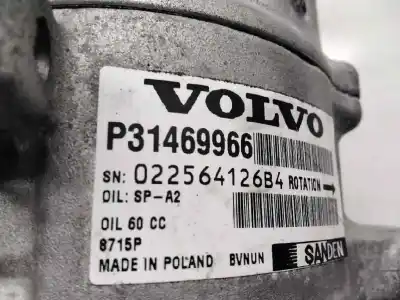 VOLVO
P31469966
SN: 022564126B4 ROTATION →
OIL: SP-A2
OIL 60 CC
8715P
MADE IN POLAND BVNUN SANDEN